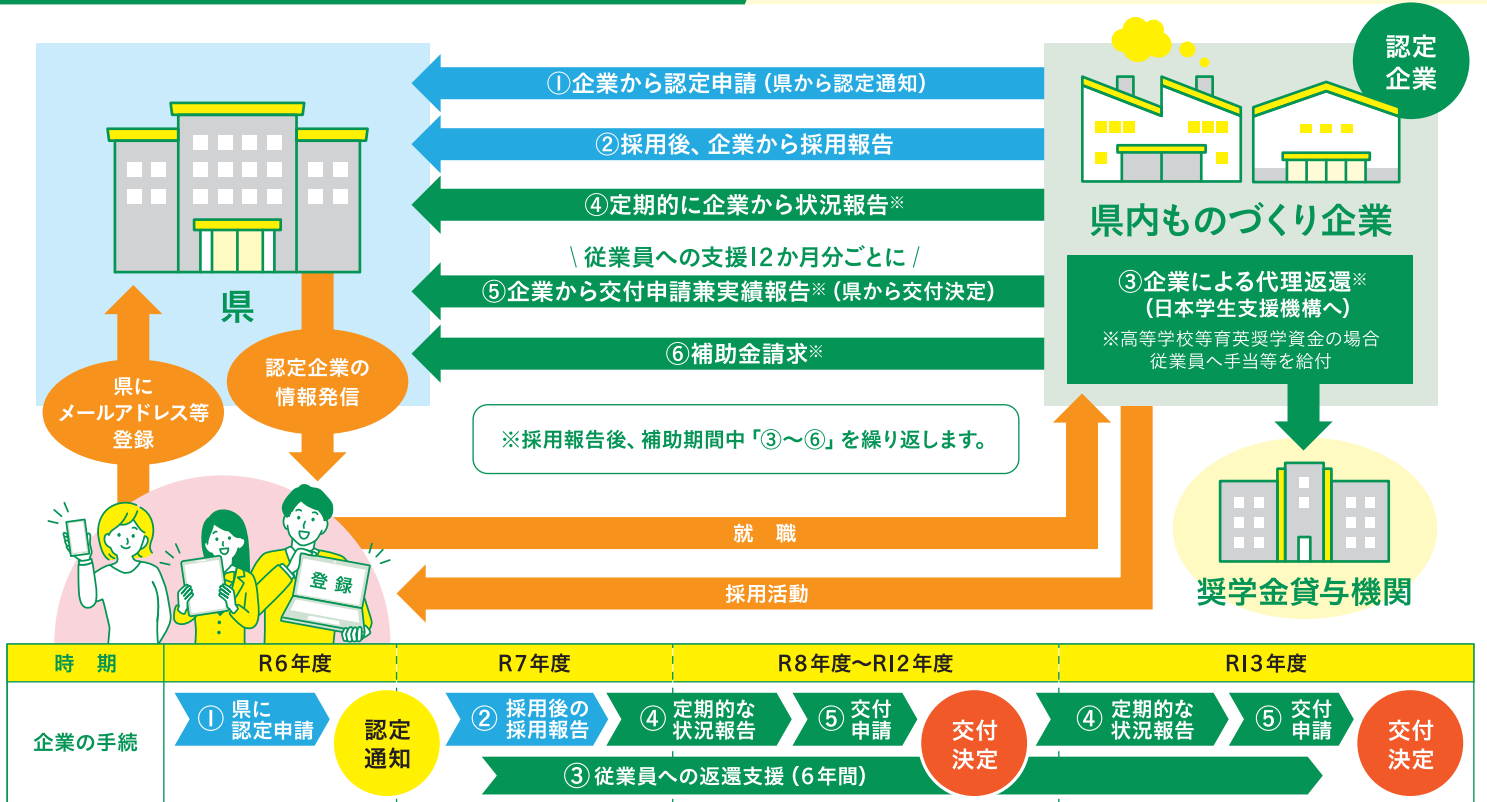 認定
企業
①企業から認定申請(県から認定通知)
②採用後、企業から採用報告
④定期的に企業から状況報告※
\ 従業員への支援12か月分ごとに /
⑤企業から交付申請兼実績報告※(県から交付決定)
⑥補助金請求※
県
県内ものづくり企業
③企業による代理返還※
(日本学生支援機構へ)
※高等学校等育英奨学資金の場合
従業員へ手当等を給付
県に
メールアドレス等
登録
認定企業の
情報発信
※採用報告後、補助期間中「③〜⑥」を繰り返します。
就 職
採用活動
登録
奨学金貸与機関
時 期
R6年度
R7年度
R8年度〜R12年度
R13年度
企業の手続
① 県に
認定申請
認定
通知
② 採用後の
採用報告
④ 定期的な
状況報告
⑤ 交付
申請
交付
決定
④ 定期的な
状況報告
⑤ 交付
申請
交付
決定
③従業員への返還支援(6年間)